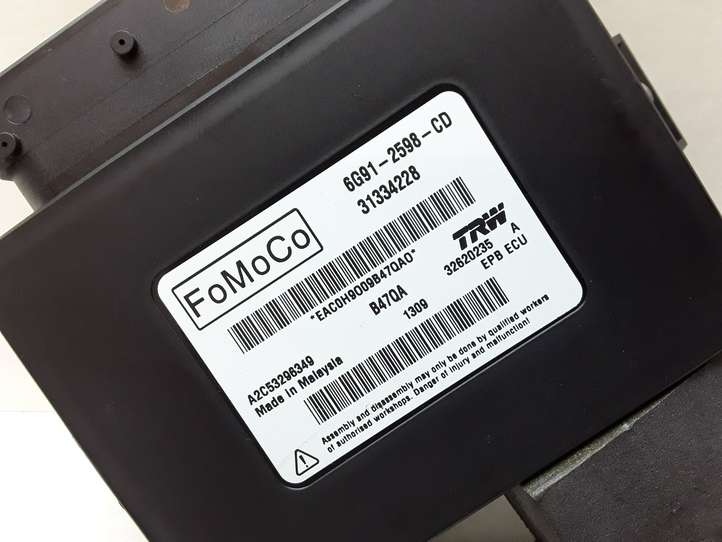 6G91-2598-CD
31334228
FoMoCo
*EAC0H90D9B47QA0*
TRW
32620235 A
EPB ECU
B47QA
1309
A2C53296349
Made in Malaysia
Assembly and disassembly may only be done by qualified workers
of authorised workshops. Danger of injury and malfunction!